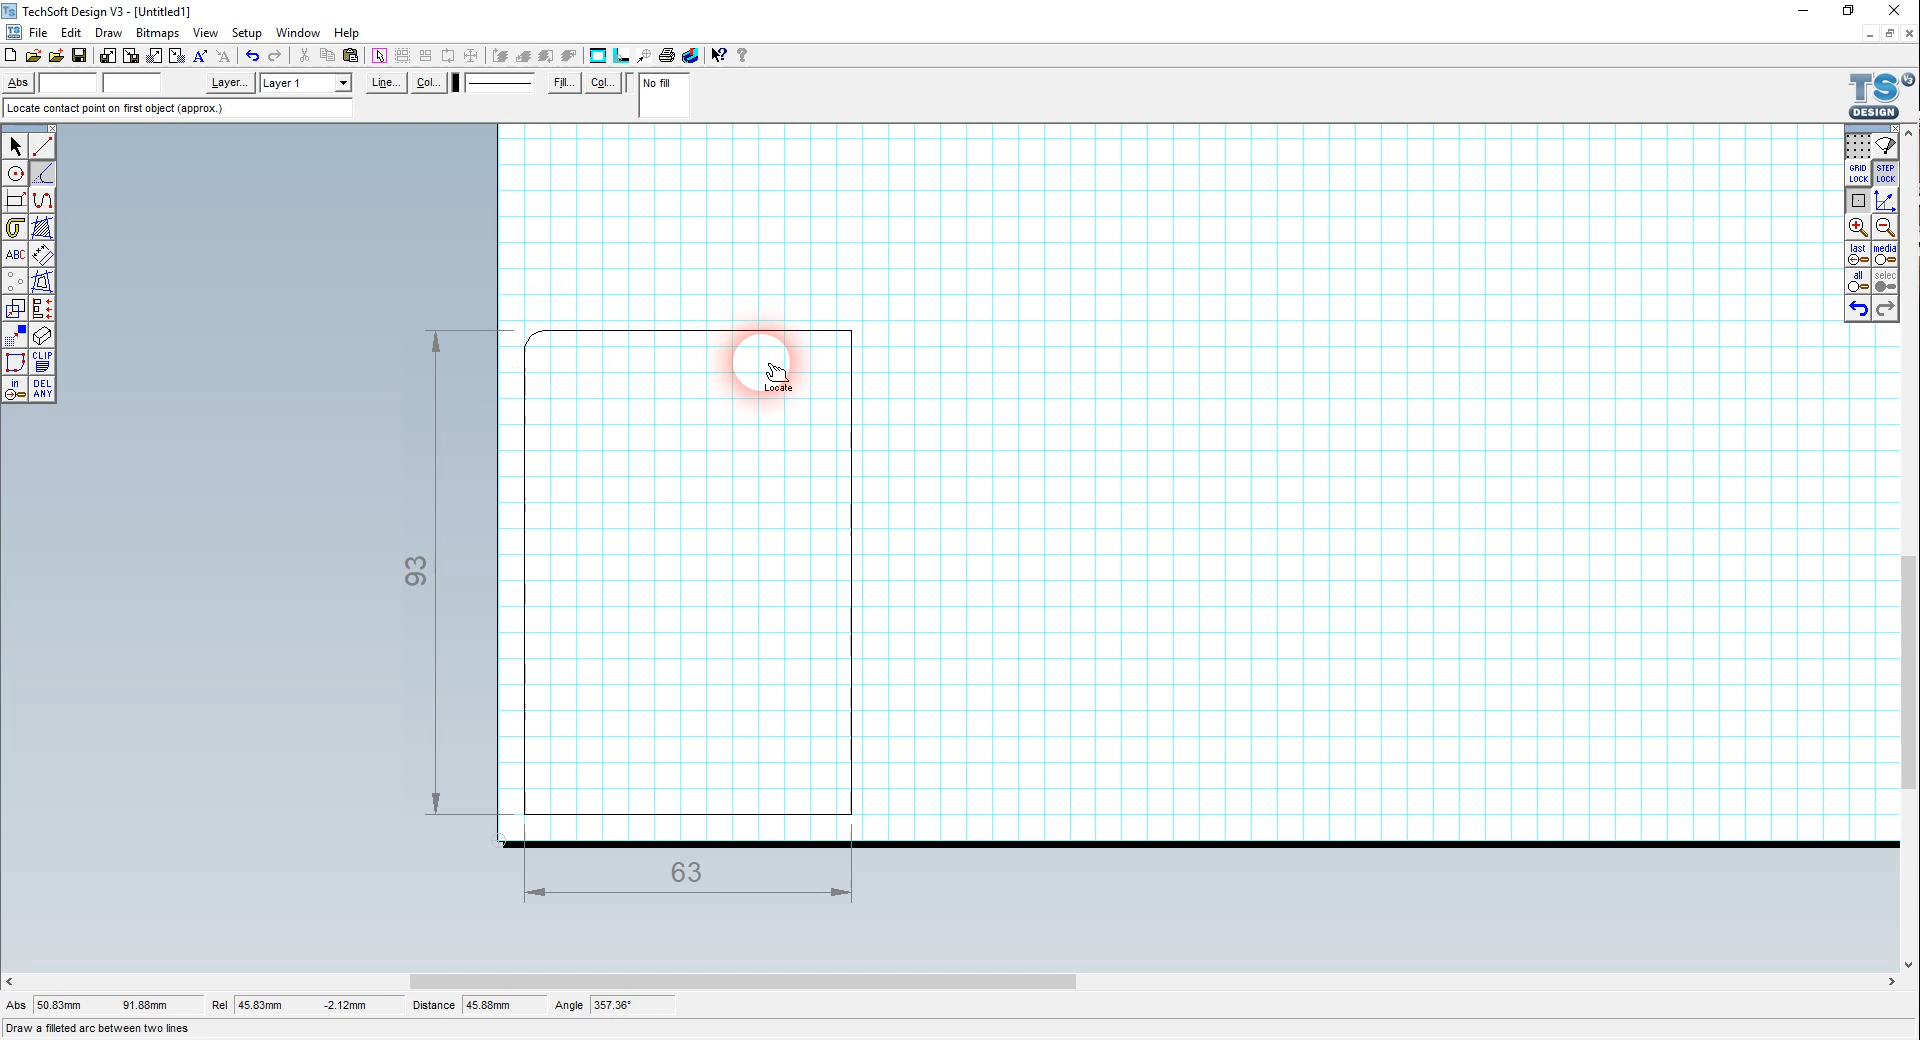 TechSoft Design V3 - [Untitled1]
File Edit Draw Bitmaps View Setup Window Help
Abs Layer... Layer 1 Line... Col... Fill... Col... No fill
Locate contact point on first object (approx.)
TS V3
DESIGN
GRID LOCK STEP LOCK
ABC
last media
all selec
CLIP
in DEL ANY
Locate
93
63
Abs 50.83mm 91.88mm Rel 45.83mm -2.12mm Distance 45.88mm Angle 357.36°
Draw a filleted arc between two lines